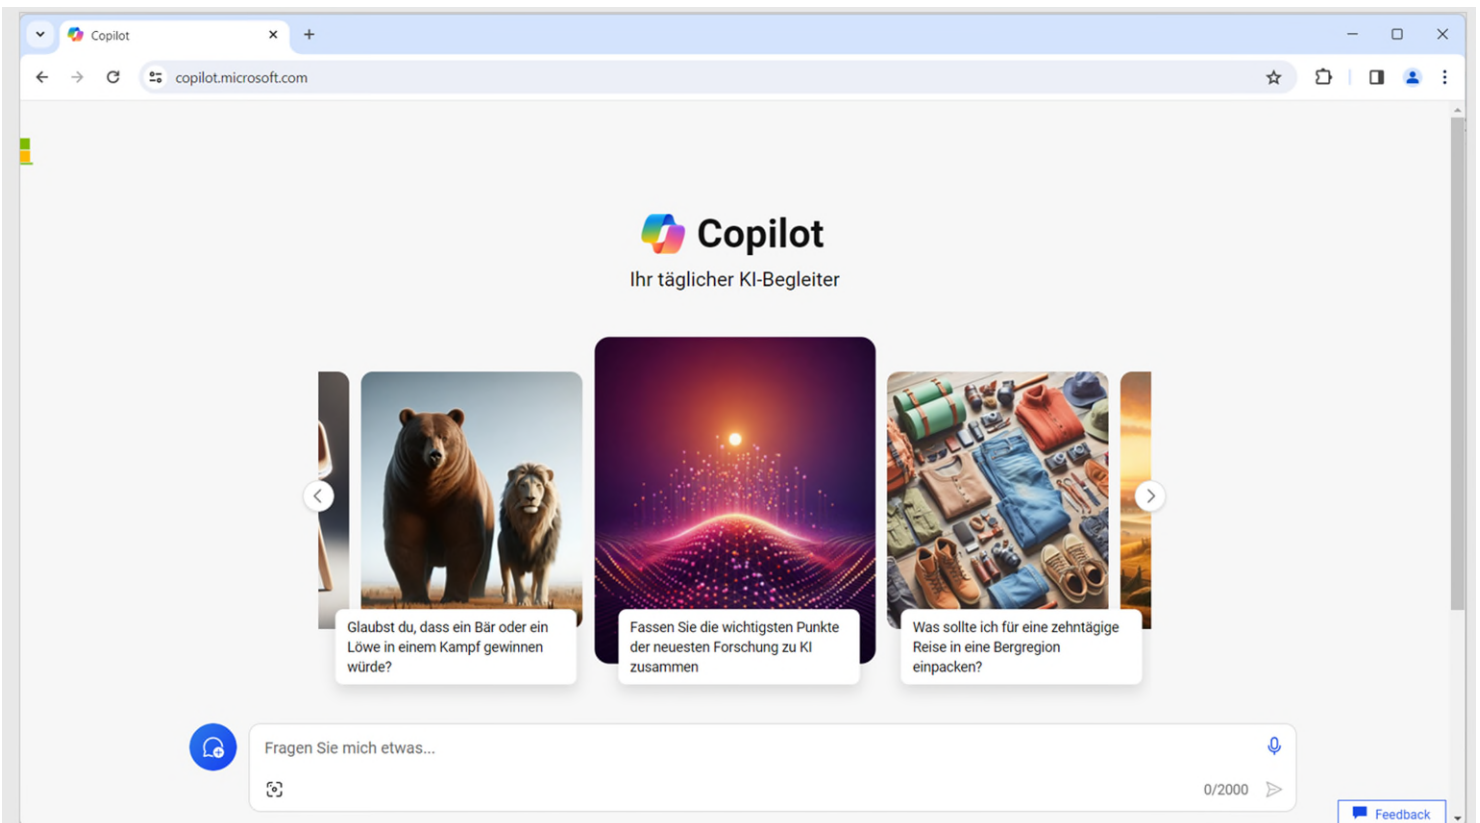 Copilot
copilot.microsoft.com
Copilot
Ihr täglicher KI-Begleiter
Glaubst du, dass ein Bär oder ein
Löwe in einem Kampf gewinnen
würde?
Fassen Sie die wichtigsten Punkte
der neuesten Forschung zu KI
zusammen
Was sollte ich für eine zehntägige
Reise in eine Bergregion
einpacken?
Fragen Sie mich etwas...
0/2000
Feedback